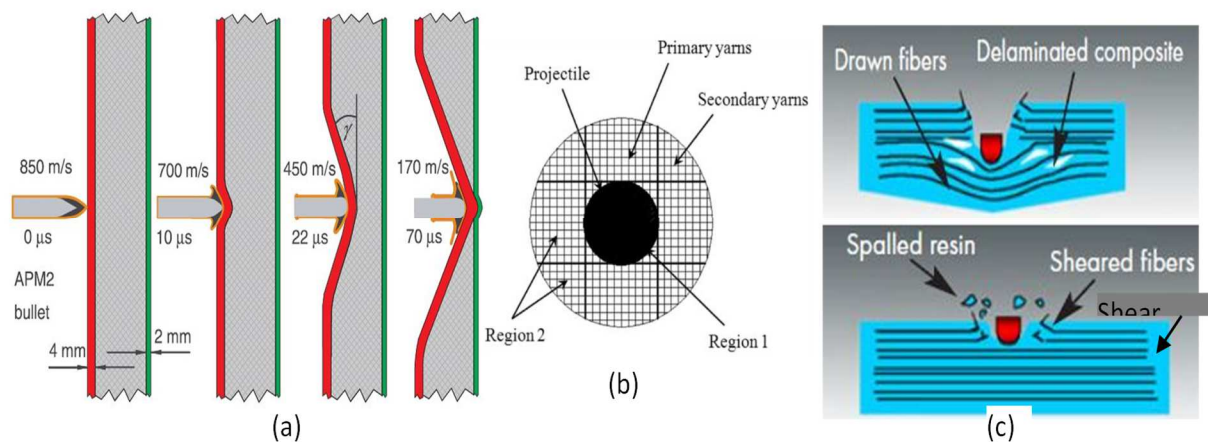 850 m/s
0 µs
APM2
bullet
4 mm
2 mm
700 m/s
10 µs
450 m/s
22 µs
γ
170 m/s
70 µs
(a)
Primary yarns
Projectile
Secondary yarns
Region 2
Region 1
(b)
Drawn fibers
Delaminated composite
Spalled resin
Sheared fibers
Shear
(c)